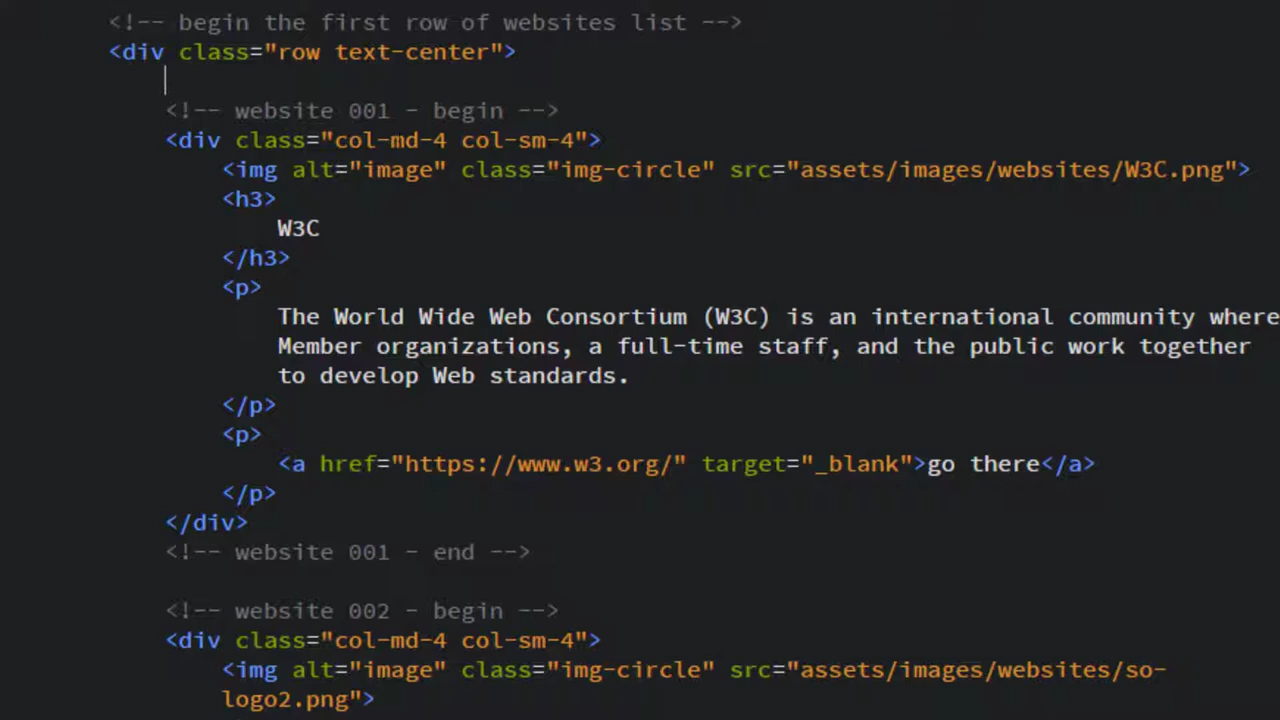 <!-- begin the first row of websites list -->
<div class="row text-center">
<!-- website 001 - begin -->
<div class="col-md-4 col-sm-4">
<img alt="image" class="img-circle" src="assets/images/websites/W3C.png">
<h3>
W3C
</h3>
<p>
The World Wide Web Consortium (W3C) is an international community where
Member organizations, a full-time staff, and the public work together
to develop Web standards.
</p>
<p>
<a href="https://www.w3.org/" target="_blank">go there</a>
</p>
</div>
<!-- website 001 - end -->
<!-- website 002 - begin -->
<div class="col-md-4 col-sm-4">
<img alt="image" class="img-circle" src="assets/images/websites/so-
logo2.png">